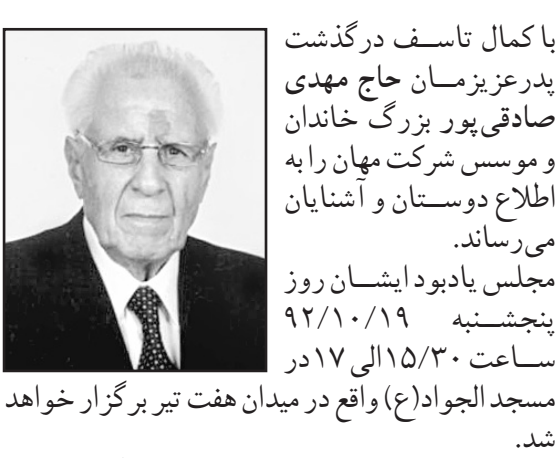 با کمال تاسف درگذشت
پدرعزیزمان حاج مهدی
صادقی‌پور بزرگ خاندان
و موسس شرکت مهان را به
اطلاع دوستان و آشنایان
می‌رساند.
مجلس یادبود ایشان روز
پنجشنبه ۹۲/۱۰/۱۹
ساعت ۱۵/۳۰ الی ۱۷ در
مسجد الجواد(ع) واقع در میدان هفت تیر برگزار خواهد
شد.